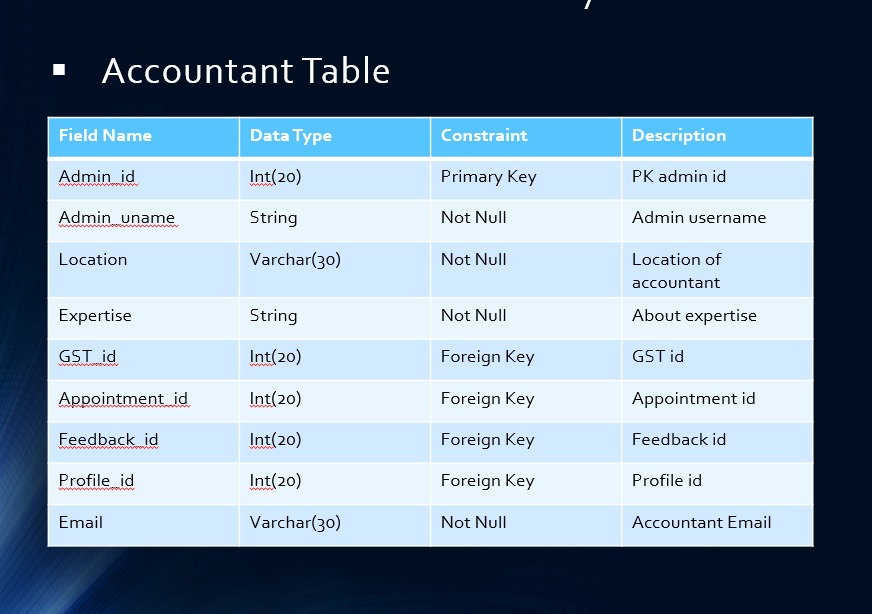 Accountant Table
Field Name Data Type Constraint Description
Admin_id Int(20) Primary Key PK admin id
Admin_uname String Not Null Admin username
Location Varchar(30) Not Null Location of
accountant
Expertise String Not Null About expertise
GST_id Int(20) Foreign Key GST id
Appointment_id Int(20) Foreign Key Appointment id
Feedback_id Int(20) Foreign Key Feedback id
Profile_id Int(20) Foreign Key Profile id
Email Varchar(30) Not Null Accountant Email